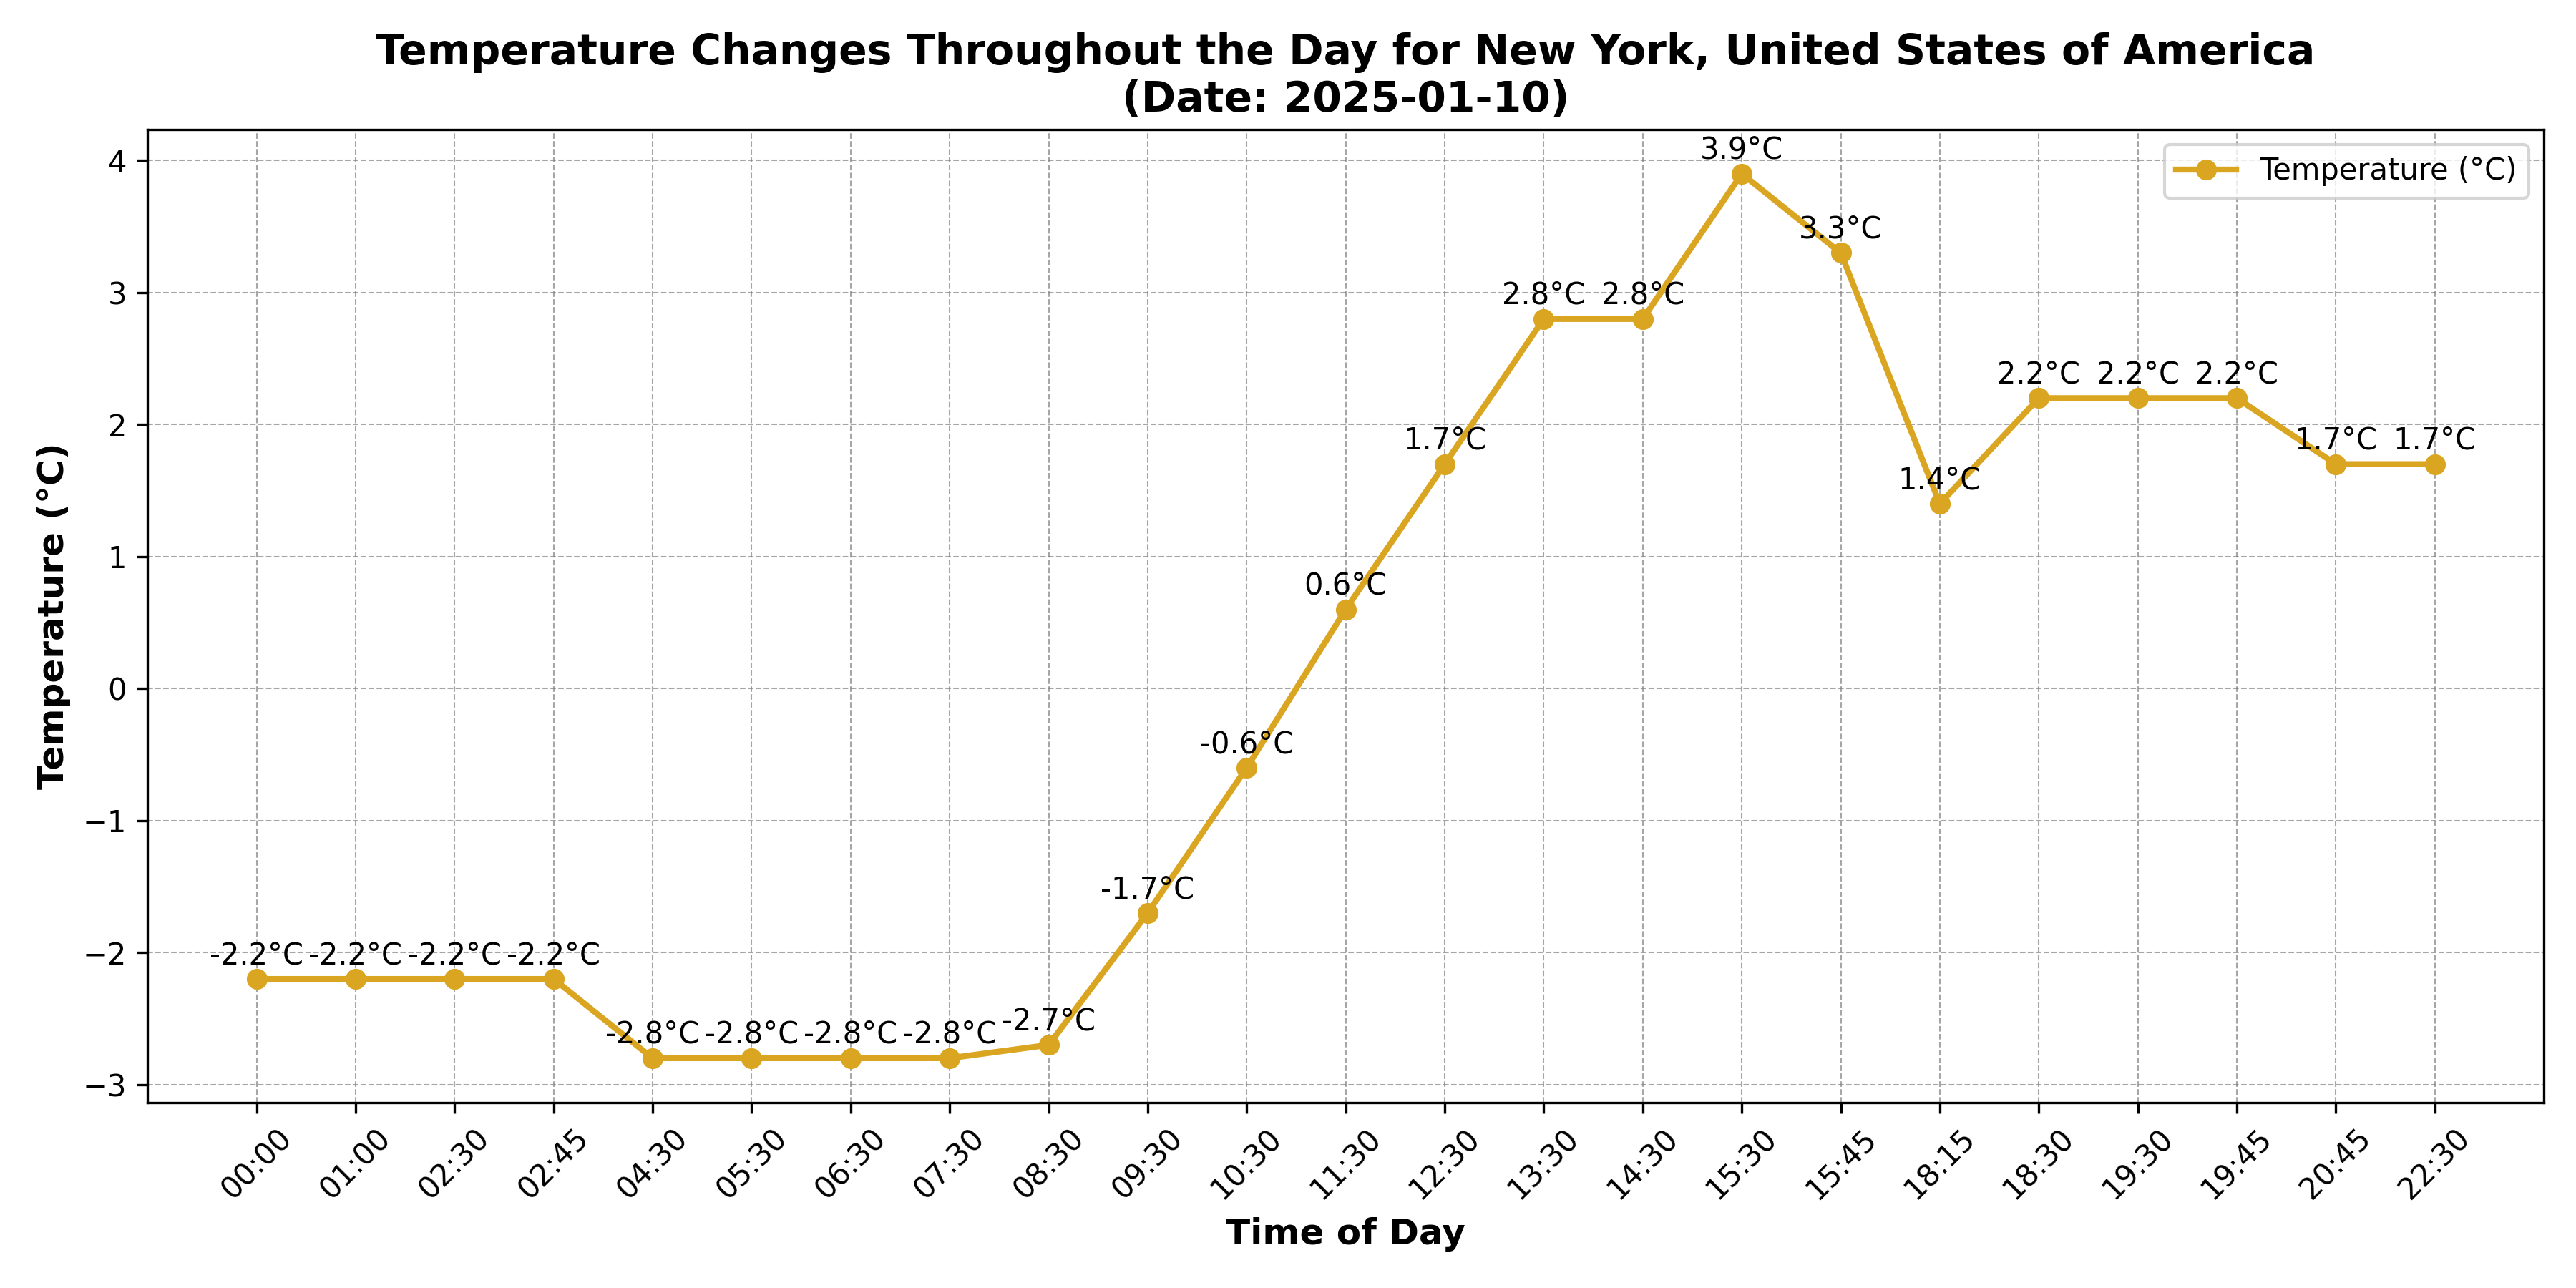 Temperature Changes Throughout the Day for New York, United States of America
(Date: 2025-01-10)
Temperature (°C)
Temperature (°C)
4
3
2
1
0
−1
−2
−3
-2.2°C
-2.2°C
-2.2°C
-2.2°C
-2.8°C
-2.8°C
-2.8°C
-2.8°C
-2.7°C
-1.7°C
-0.6°C
0.6°C
1.7°C
2.8°C
2.8°C
3.9°C
3.3°C
1.4°C
2.2°C
2.2°C
2.2°C
1.7°C
1.7°C
00:00
01:00
02:30
02:45
04:30
05:30
06:30
07:30
08:30
09:30
10:30
11:30
12:30
13:30
14:30
15:30
15:45
18:15
18:30
19:30
19:45
20:45
22:30
Time of Day